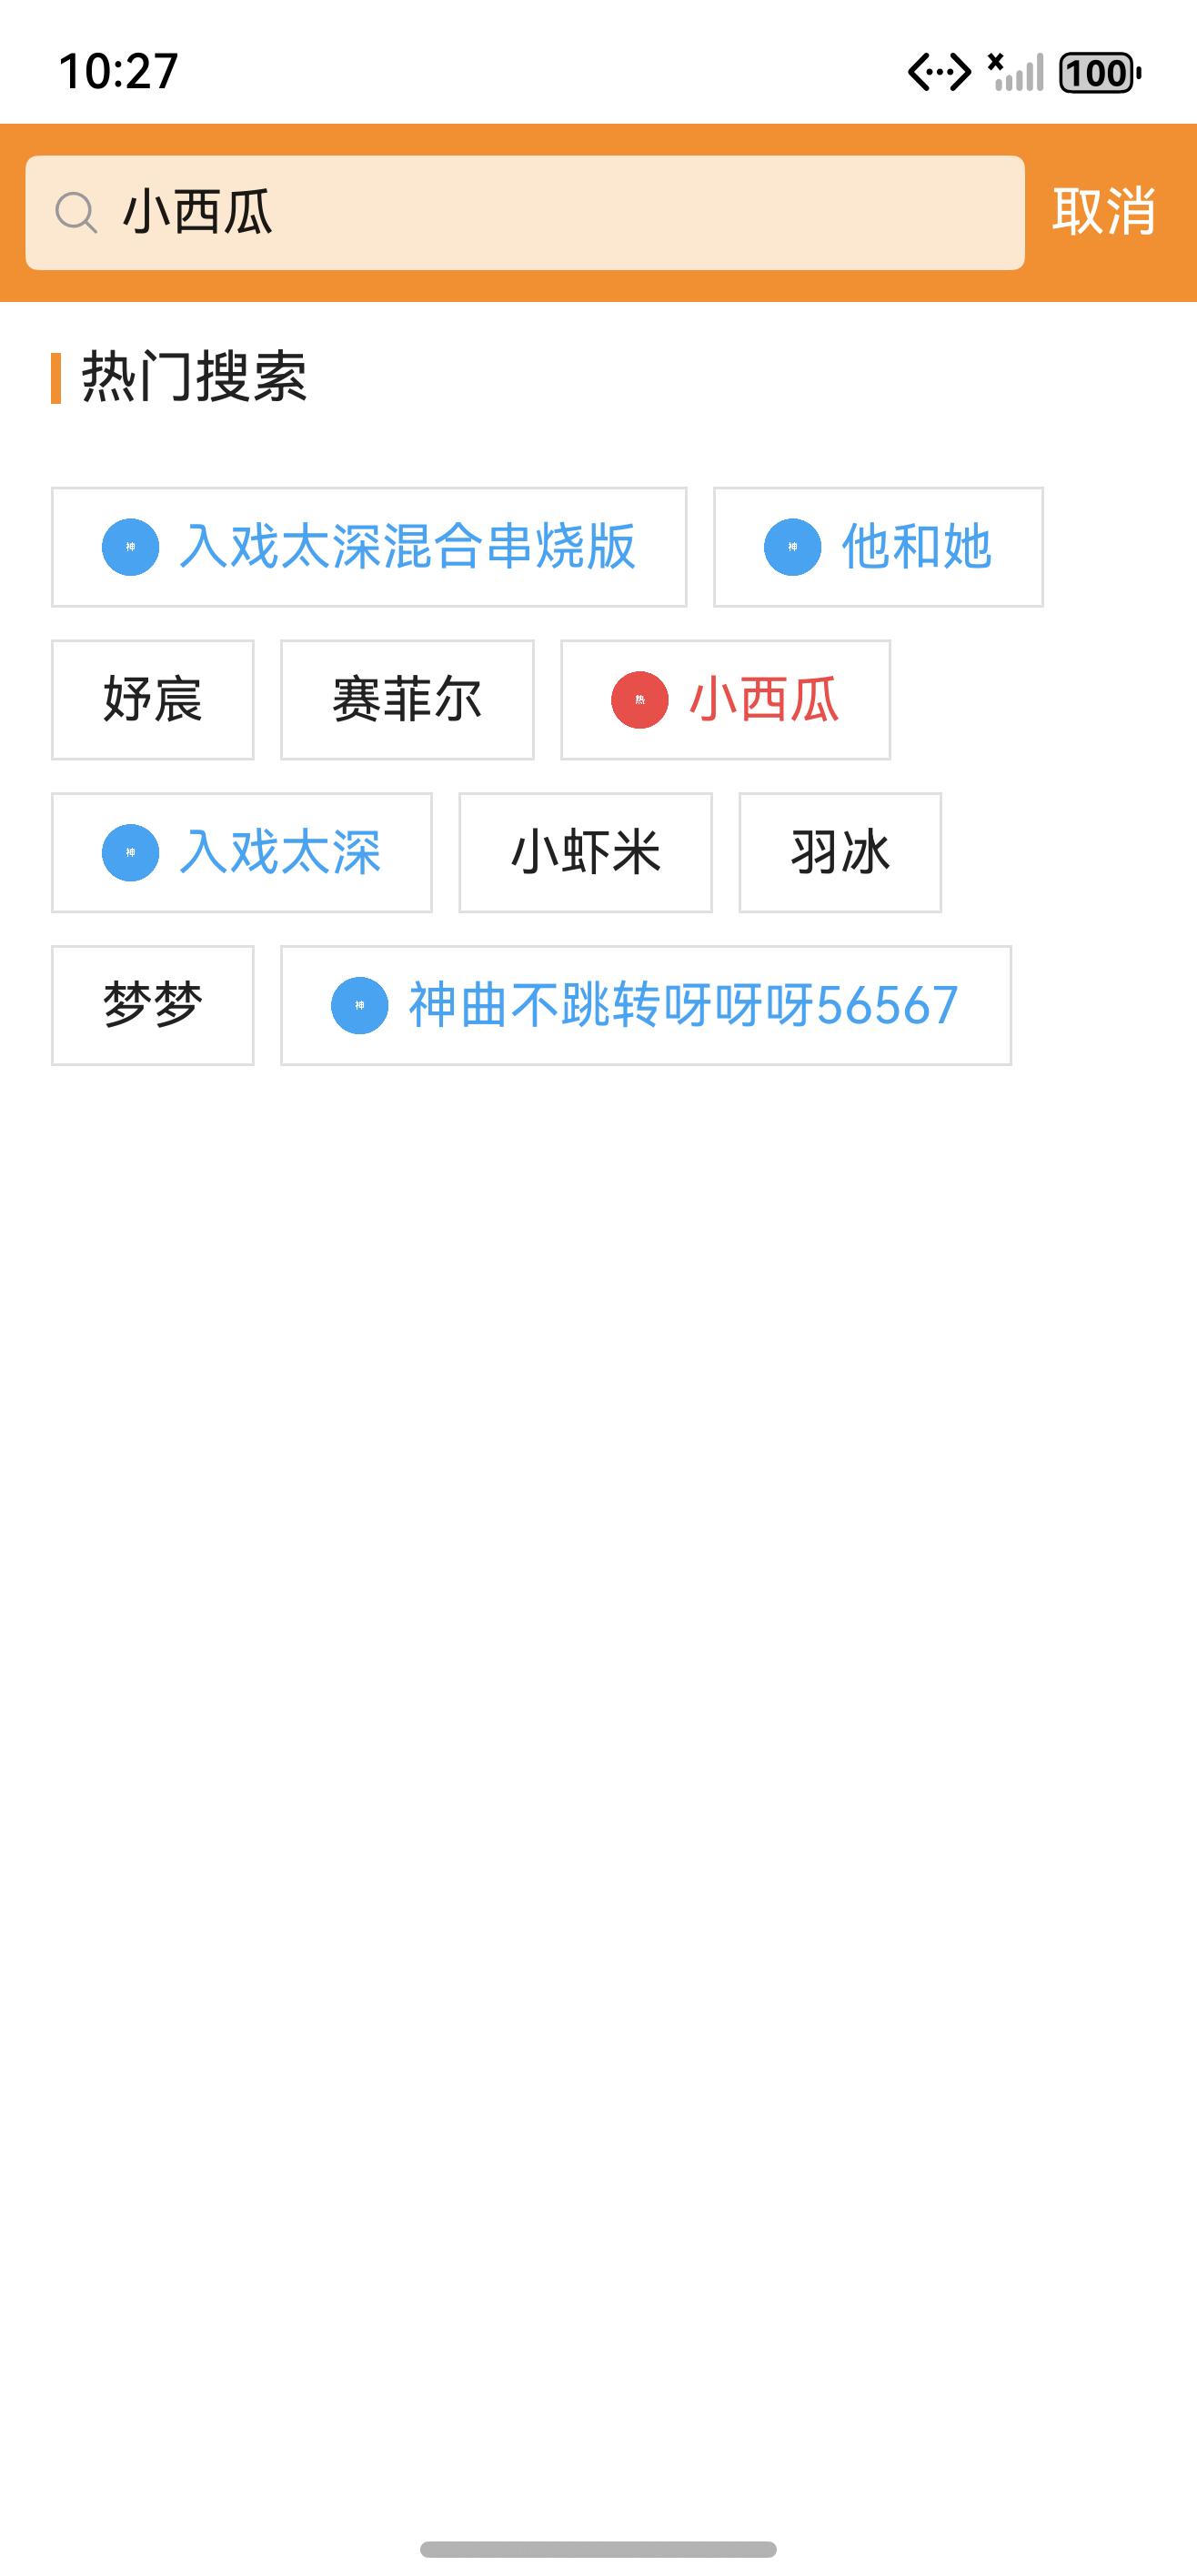 10:27
100
小西瓜
取消
热门搜索
神 入戏太深混合串烧版
神 他和她
妤宸
赛菲尔
热 小西瓜
神 入戏太深
小虾米
羽冰
梦梦
神 神曲不跳转呀呀呀56567